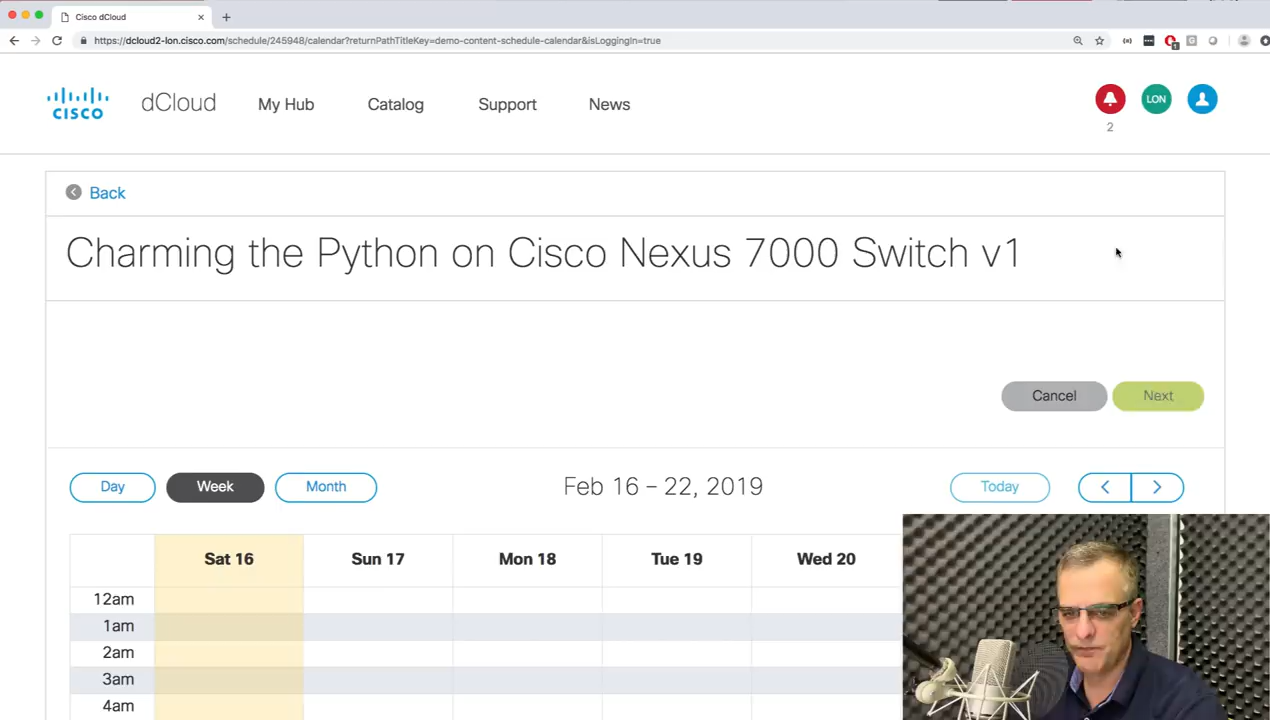 Cisco dCloud
https://dcloud2-lon.cisco.com/schedule/245948/calendar?returnPathTitleKey=demo-content-schedule-calendar&isLoggingIn=true
CISCO
dCloud My Hub Catalog Support News LON
2
Back
Charming the Python on Cisco Nexus 7000 Switch v1
Cancel Next
Day Week Month Feb 16 – 22, 2019 Today
Sat 16 Sun 17 Mon 18 Tue 19 Wed 20
12am
1am
2am
3am
4am